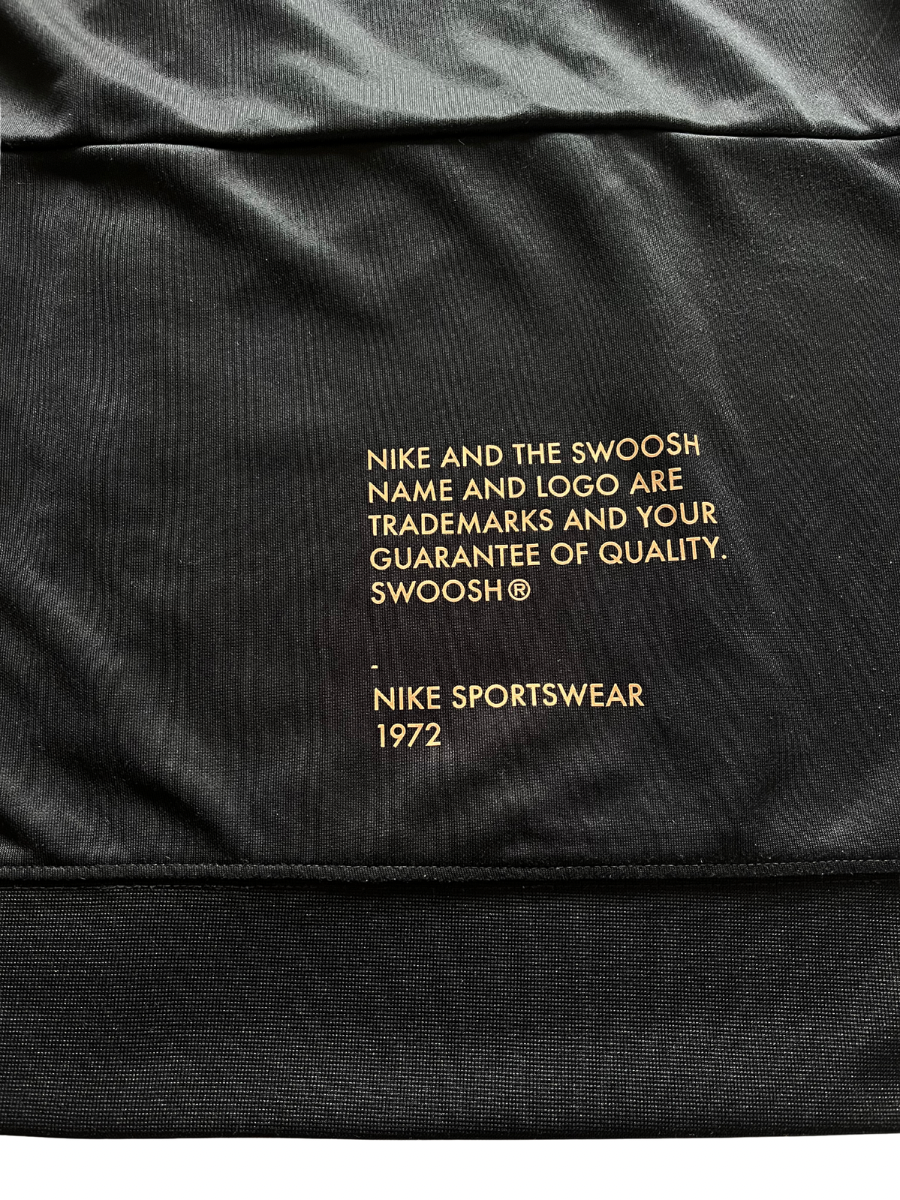 NIKE AND THE SWOOSH
NAME AND LOGO ARE
TRADEMARKS AND YOUR
GUARANTEE OF QUALITY.
SWOOSH®
-
NIKE SPORTSWEAR
1972